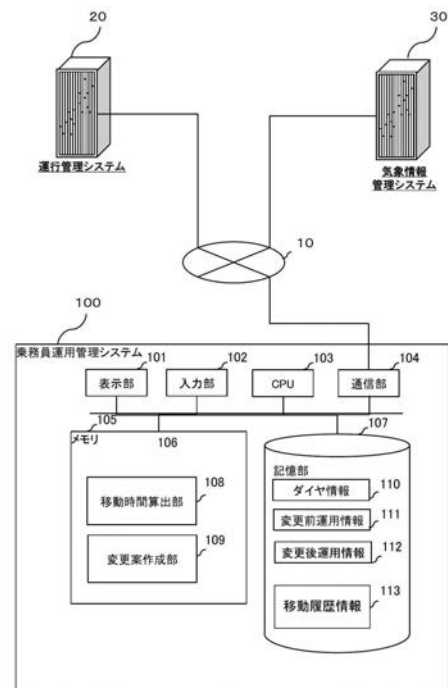 20
30
運行管理システム
気象情報
管理システム
10
100
乗務員運用管理システム
101
102
103
104
表示部
入力部
CPU
通信部
105
107
メモリ
106
記憶部
108
移動時間算出部
109
変更案作成部
110
ダイヤ情報
111
変更前運用情報
112
変更後運用情報
113
移動履歴情報